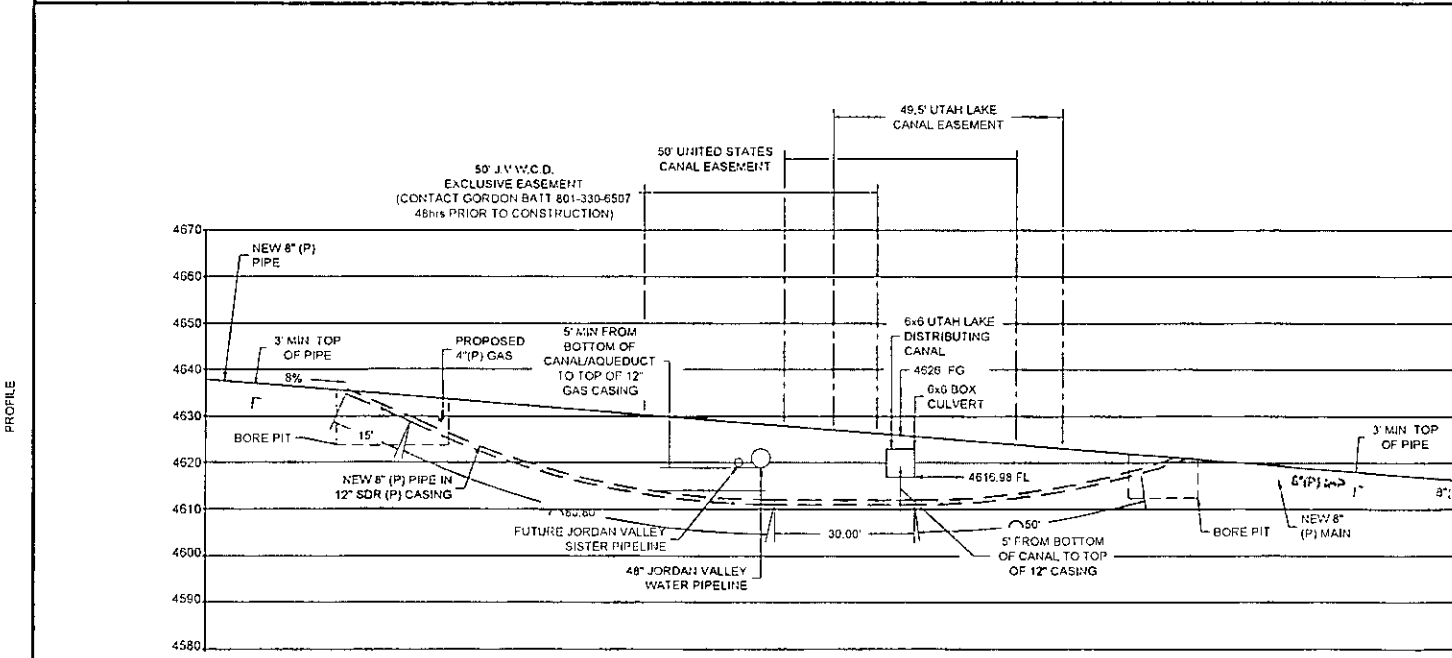 49.5' UTAH LAKE
CANAL EASEMENT
50' UNITED STATES
CANAL EASEMENT
50' J.V.W.C.D.
EXCLUSIVE EASEMENT
(CONTACT GORDON BATT 801-330-6507
48hrs PRIOR TO CONSTRUCTION)
4670
NEW 8" (P)
PIPE
4660
4650
3' MIN TOP
OF PIPE
PROPOSED
4"(P) GAS
5' MIN FROM
BOTTOM OF
CANAL/AQUEDUCT
TO TOP OF 12"
GAS CASING
6x6 UTAH LAKE
DISTRIBUTING
CANAL
4626 FG
6x6 BOX
CULVERT
4640
8%
4630
BORE PIT
15'
3' MIN TOP
OF PIPE
4620
NEW 8" (P) PIPE IN
12" SDR (P) CASING
4616.98 FL
8"(
4610
FUTURE JORDAN VALLEY
SISTER PIPELINE
30.00'
50'
5' FROM BOTTOM
OF CANAL TO TOP
OF 12" CASING
BORE PIT
NEW 8"
(P) MAIN
4600
48" JORDAN VALLEY
WATER PIPELINE
4590
4580
PROFILE